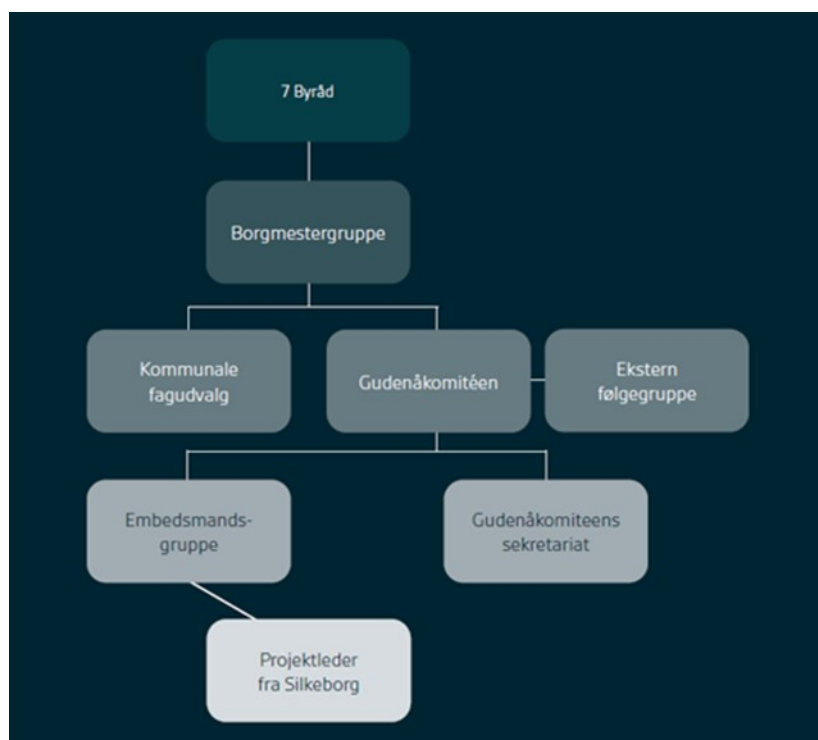 7 Byråd
Borgmestergruppe
Kommunale
fagudvalg
Gudenåkomitéen
Ekstern
følgegruppe
Embedsmands-
gruppe
Gudenåkomiteens
sekretariat
Projektleder
fra Silkeborg